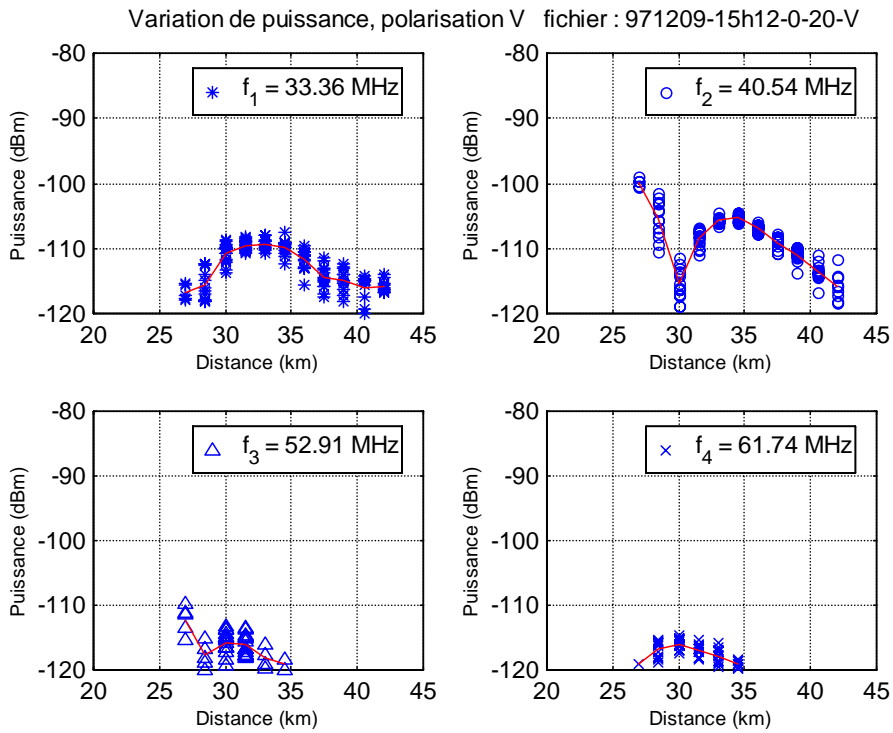 Variation de puissance, polarisation V fichier : 971209-15h12-0-20-V
f1 = 33.36 MHz
-80
-90
-100
-110
-120
20 25 30 35 40 45
Puissance (dBm)
Distance (km)
f2 = 40.54 MHz
-80
-90
-100
-110
-120
20 25 30 35 40 45
Puissance (dBm)
Distance (km)
f3 = 52.91 MHz
-80
-90
-100
-110
-120
20 25 30 35 40 45
Puissance (dBm)
Distance (km)
f4 = 61.74 MHz
-80
-90
-100
-110
-120
20 25 30 35 40 45
Puissance (dBm)
Distance (km)